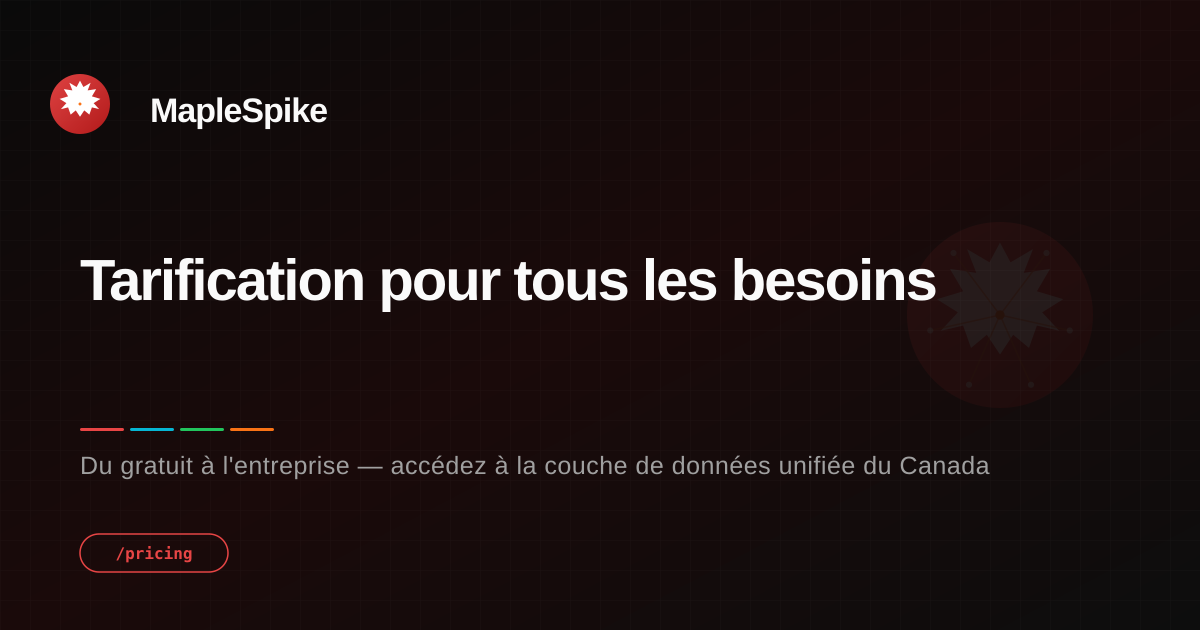 MapleSpike
Tarification pour tous les besoins
Du gratuit à l'entreprise — accédez à la couche de données unifiée du Canada
/pricing